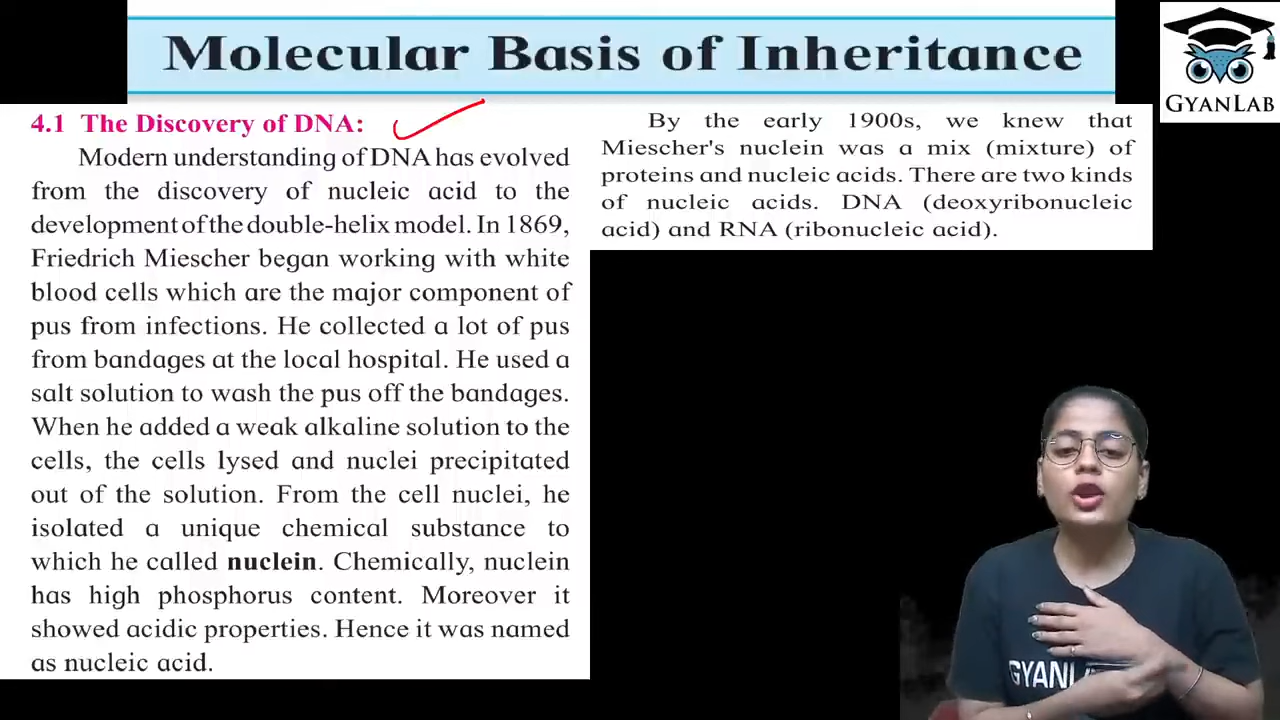 Molecular Basis of Inheritance
GYANLAB
4.1 The Discovery of DNA:
Modern understanding of DNA has evolved
from the discovery of nucleic acid to the
development of the double-helix model. In 1869,
Friedrich Miescher began working with white
blood cells which are the major component of
pus from infections. He collected a lot of pus
from bandages at the local hospital. He used a
salt solution to wash the pus off the bandages.
When he added a weak alkaline solution to the
cells, the cells lysed and nuclei precipitated
out of the solution. From the cell nuclei, he
isolated a unique chemical substance to
which he called nuclein. Chemically, nuclein
has high phosphorus content. Moreover it
showed acidic properties. Hence it was named
as nucleic acid.
By the early 1900s, we knew that
Miescher's nuclein was a mix (mixture) of
proteins and nucleic acids. There are two kinds
of nucleic acids. DNA (deoxyribonucleic
acid) and RNA (ribonucleic acid).